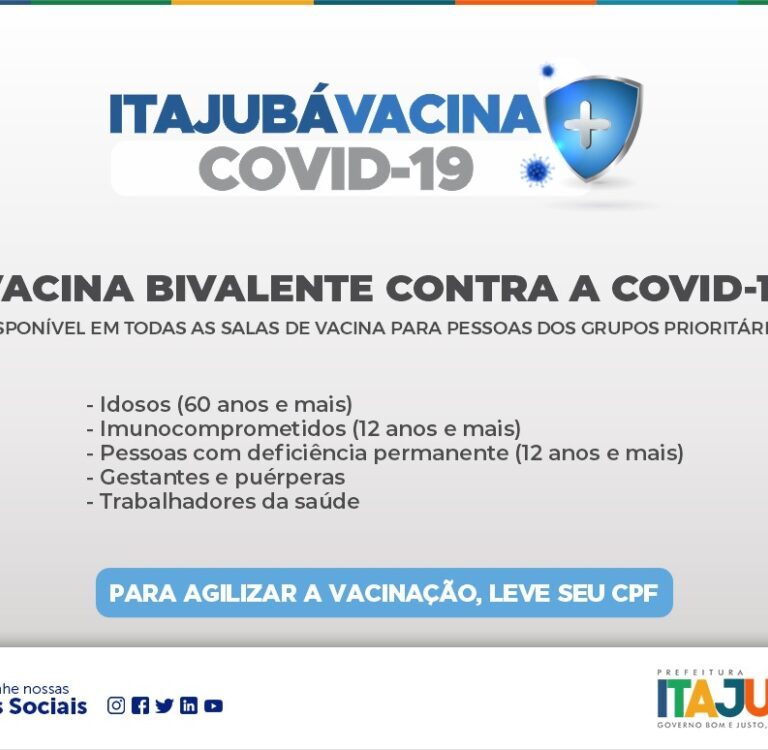 ITAJUBÁVACINA
COVID-19
VACINA BIVALENTE CONTRA A COVID-1
SPONÍVEL EM TODAS AS SALAS DE VACINA PARA PESSOAS DOS GRUPOS PRIORITÁRI
- Idosos (60 anos e mais)
- Imunocomprometidos (12 anos e mais)
- Pessoas com deficiência permanente (12 anos e mais)
- Gestantes e puérperas
- Trabalhadores da saúde
PARA AGILIZAR A VACINAÇÃO, LEVE SEU CPF
he nossas
s Sociais
PREFEITURA
ITAJU
GOVERNO BOM E JUSTO,